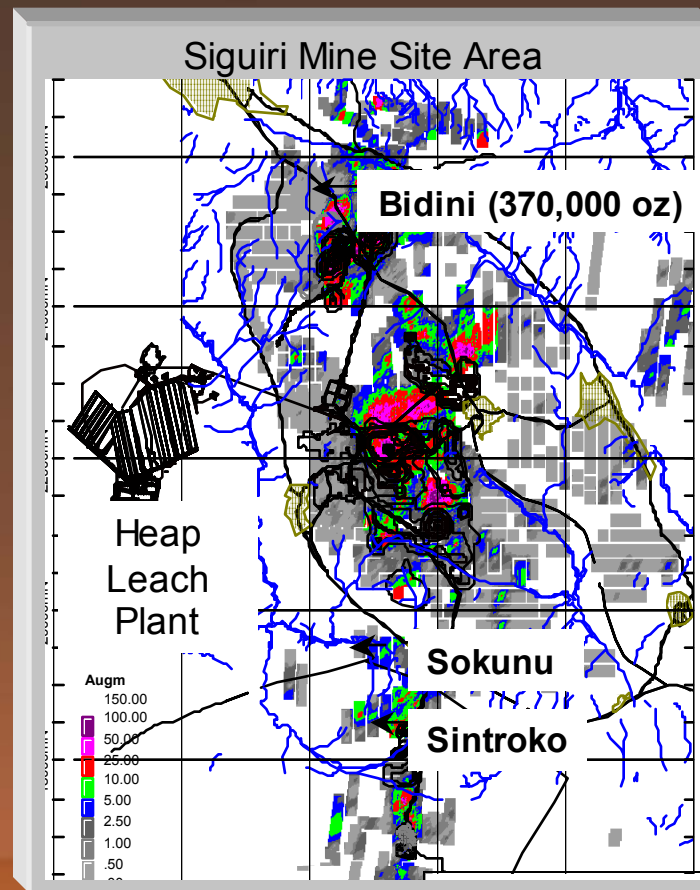 Siguiri Mine Site Area
Bidini (370,000 oz)
Heap
Leach
Plant
Sokunu
Sintroko
Augm
150.00
100.00
50.00
25.00
10.00
5.00
2.50
1.00
.50